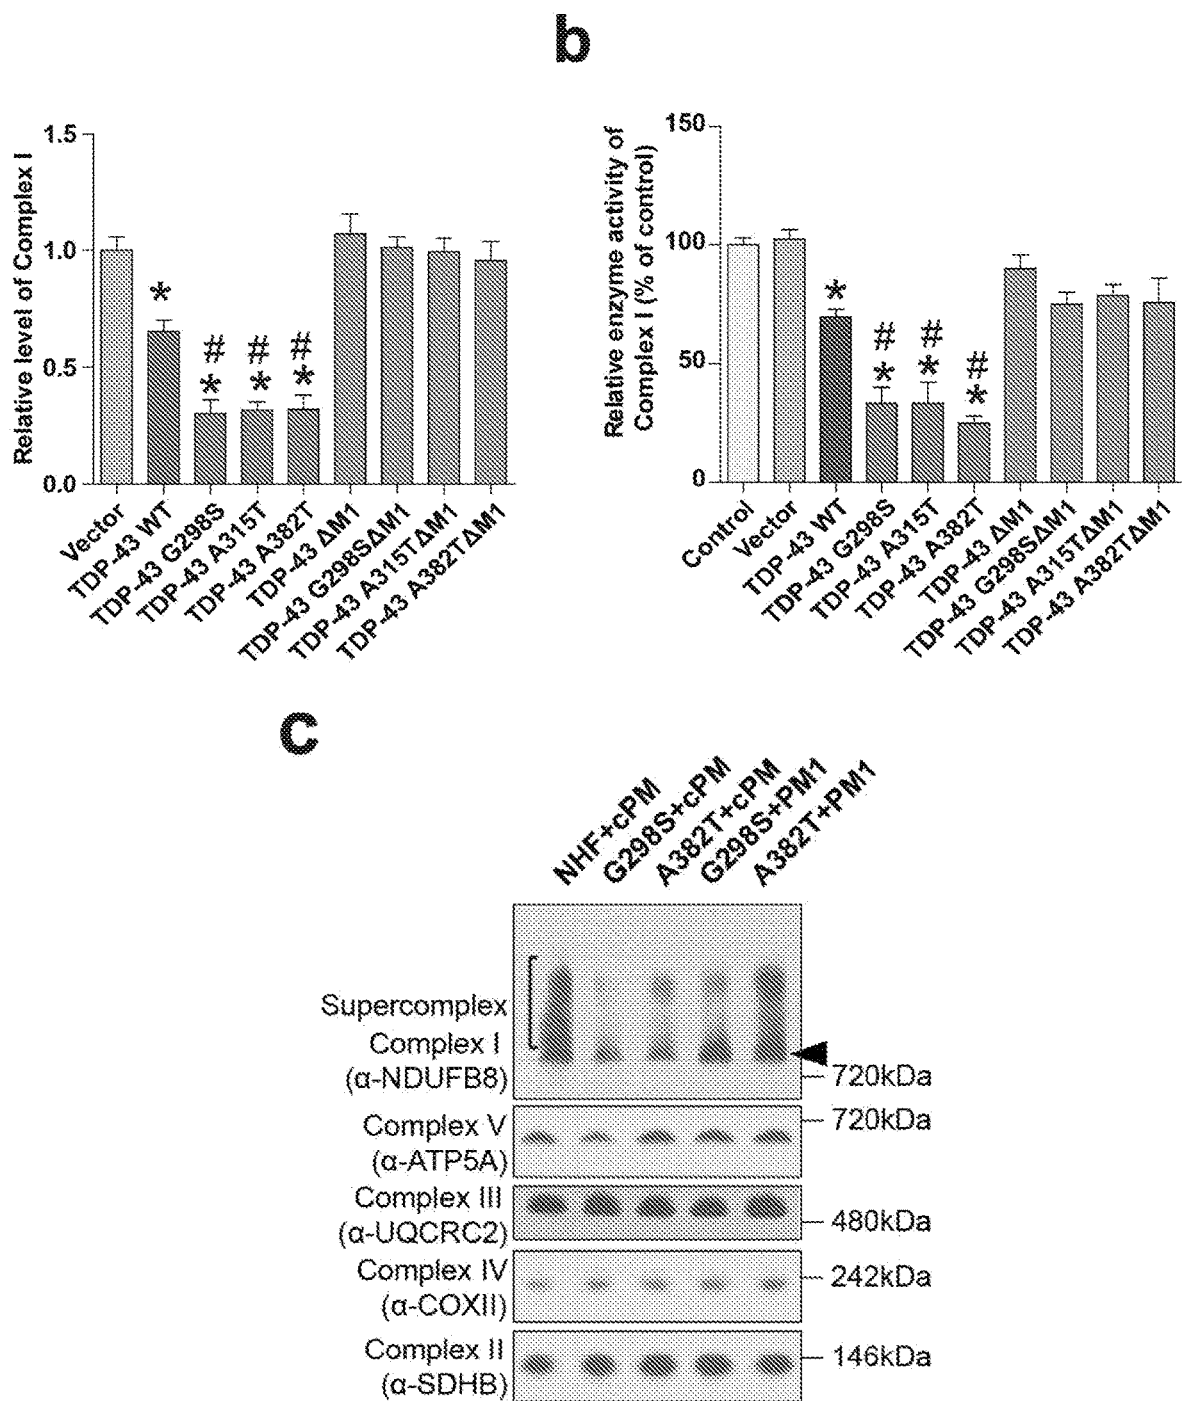 b
Relative level of Complex I
1.5
1.0
0.5
0.0
*
#
*
#
*
#
*
Vector
TDP-43 WT
TDP-43 G298S
TDP-43 A315T
TDP-43 A382T
TDP-43 ΔM1
TDP-43 G298SΔM1
TDP-43 A315TΔM1
TDP-43 A382TΔM1
Relative enzyme activity of
Complex I (% of control)
150
100
50
0
*
#
*
#
*
#
*
Control
Vector
TDP-43 WT
TDP-43 G298S
TDP-43 A315T
TDP-43 A382T
TDP-43 ΔM1
TDP-43 G298SΔM1
TDP-43 A315TΔM1
TDP-43 A382TΔM1
c
NHF+cPM
G298S+cPM
A382T+cPM
G298S+PM1
A382T+PM1
Supercomplex
Complex I
(α-NDUFB8)
720kDa
Complex V
(α-ATP5A)
720kDa
Complex III
(α-UQCRC2)
480kDa
Complex IV
(α-COXII)
242kDa
Complex II
(α-SDHB)
146kDa